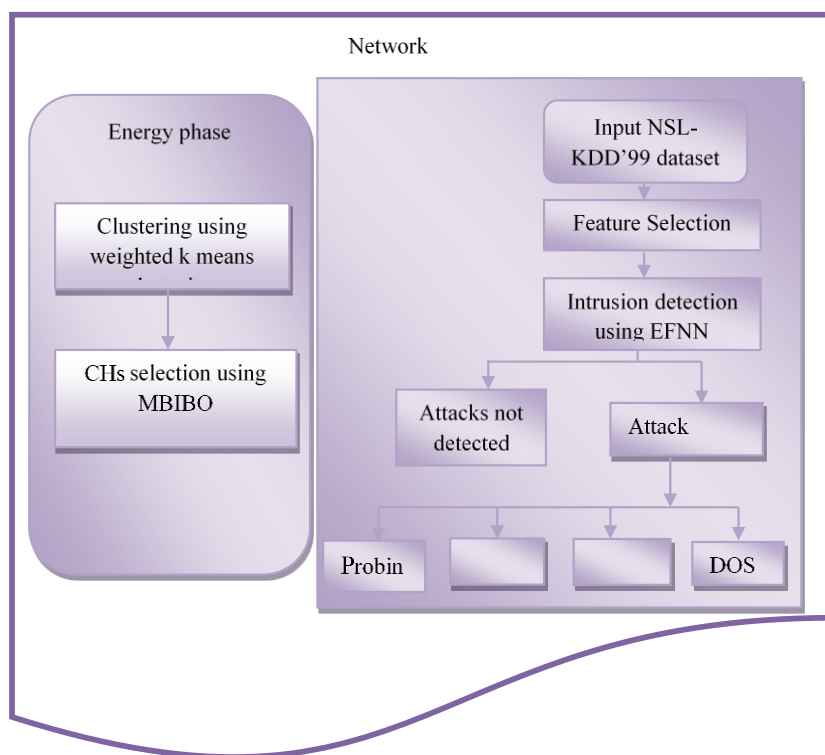 Network
Energy phase
Clustering using
weighted k means
CHs selection using
MBIBO
Input NSL-
KDD’99 dataset
Feature Selection
Intrusion detection
using EFNN
Attacks not
detected
Attack
Probin
DOS